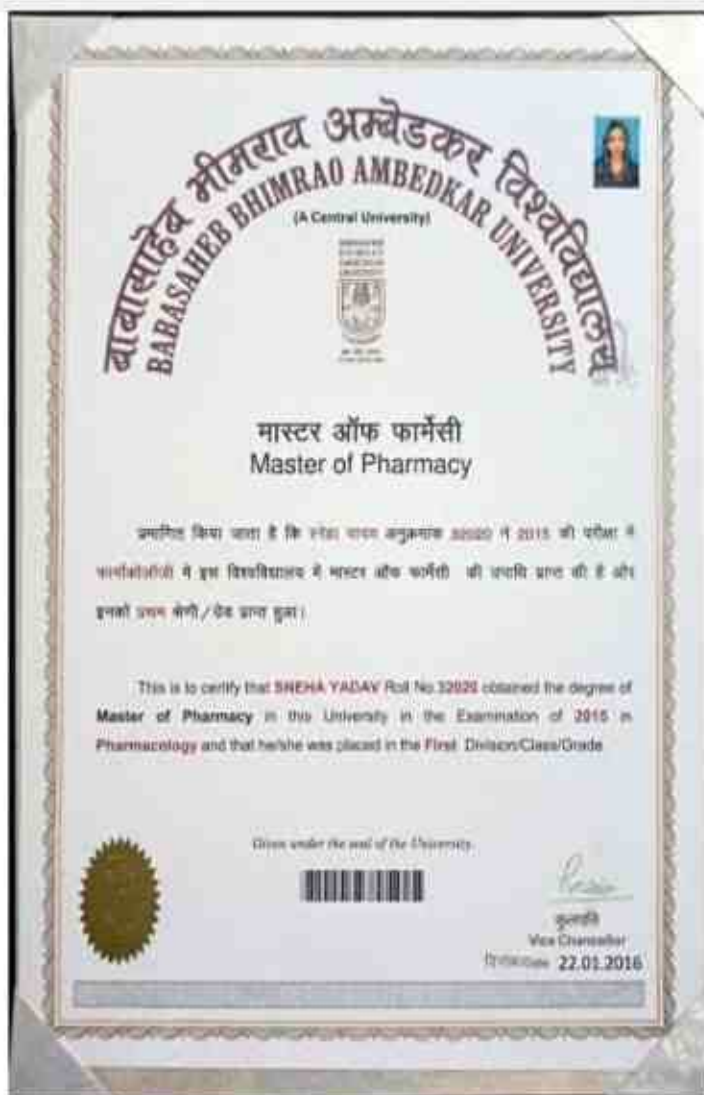 बाबासाहेब भीमराव अम्बेडकर विश्वविद्यालय
BABASAHEB BHIMRAO AMBEDKAR UNIVERSITY
(A Central University)
मास्टर ऑफ फार्मेसी
Master of Pharmacy
प्रमाणित किया जाता है कि स्नेहा यादव अनुक्रमांक 32020 ने 2015 की परीक्षा में
फार्माकोलॉजी में इस विश्वविद्यालय में मास्टर ऑफ फार्मेसी की उपाधि प्राप्त की है और
इनको प्रथम श्रेणी/ग्रेड प्राप्त हुआ।
This is to certify that SNEHA YADAV Roll No.32020 obtained the degree of
Master of Pharmacy in this University in the Examination of 2015 in
Pharmacology and that he/she was placed in the First Division/Class/Grade
Given under the seal of the University.
कुलपति
Vice Chancellor
दिनांक/Date 22.01.2016